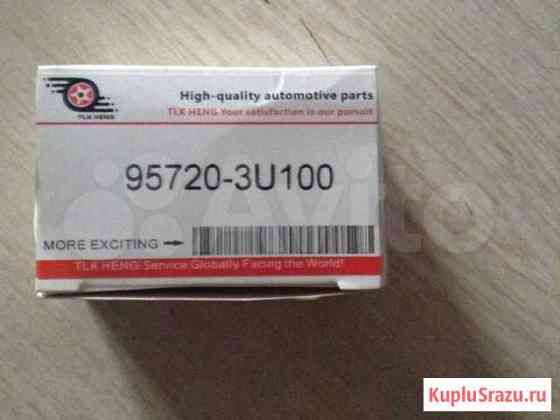 TLK HENG
High-quality automotive parts
TLK HENG Your satisfaction is our pursuit
95720-3U100
MORE EXCITING →
TLK HENG Service Globally Facing the World!
Avito
KupluSrazu.ru